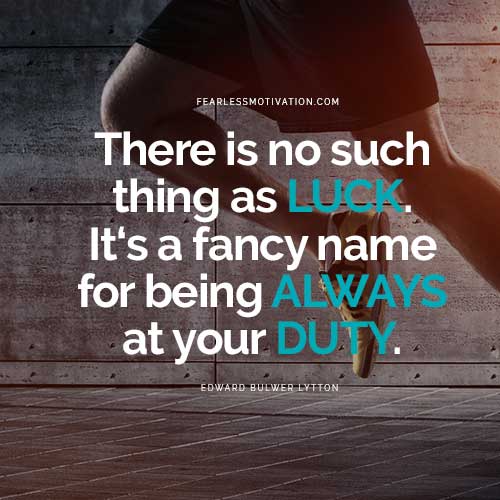 FEARLESSMOTIVATION.COM
There is no such
thing as LUCK.
It‘s a fancy name
for being ALWAYS
at your DUTY.
EDWARD BULWER LYTTON